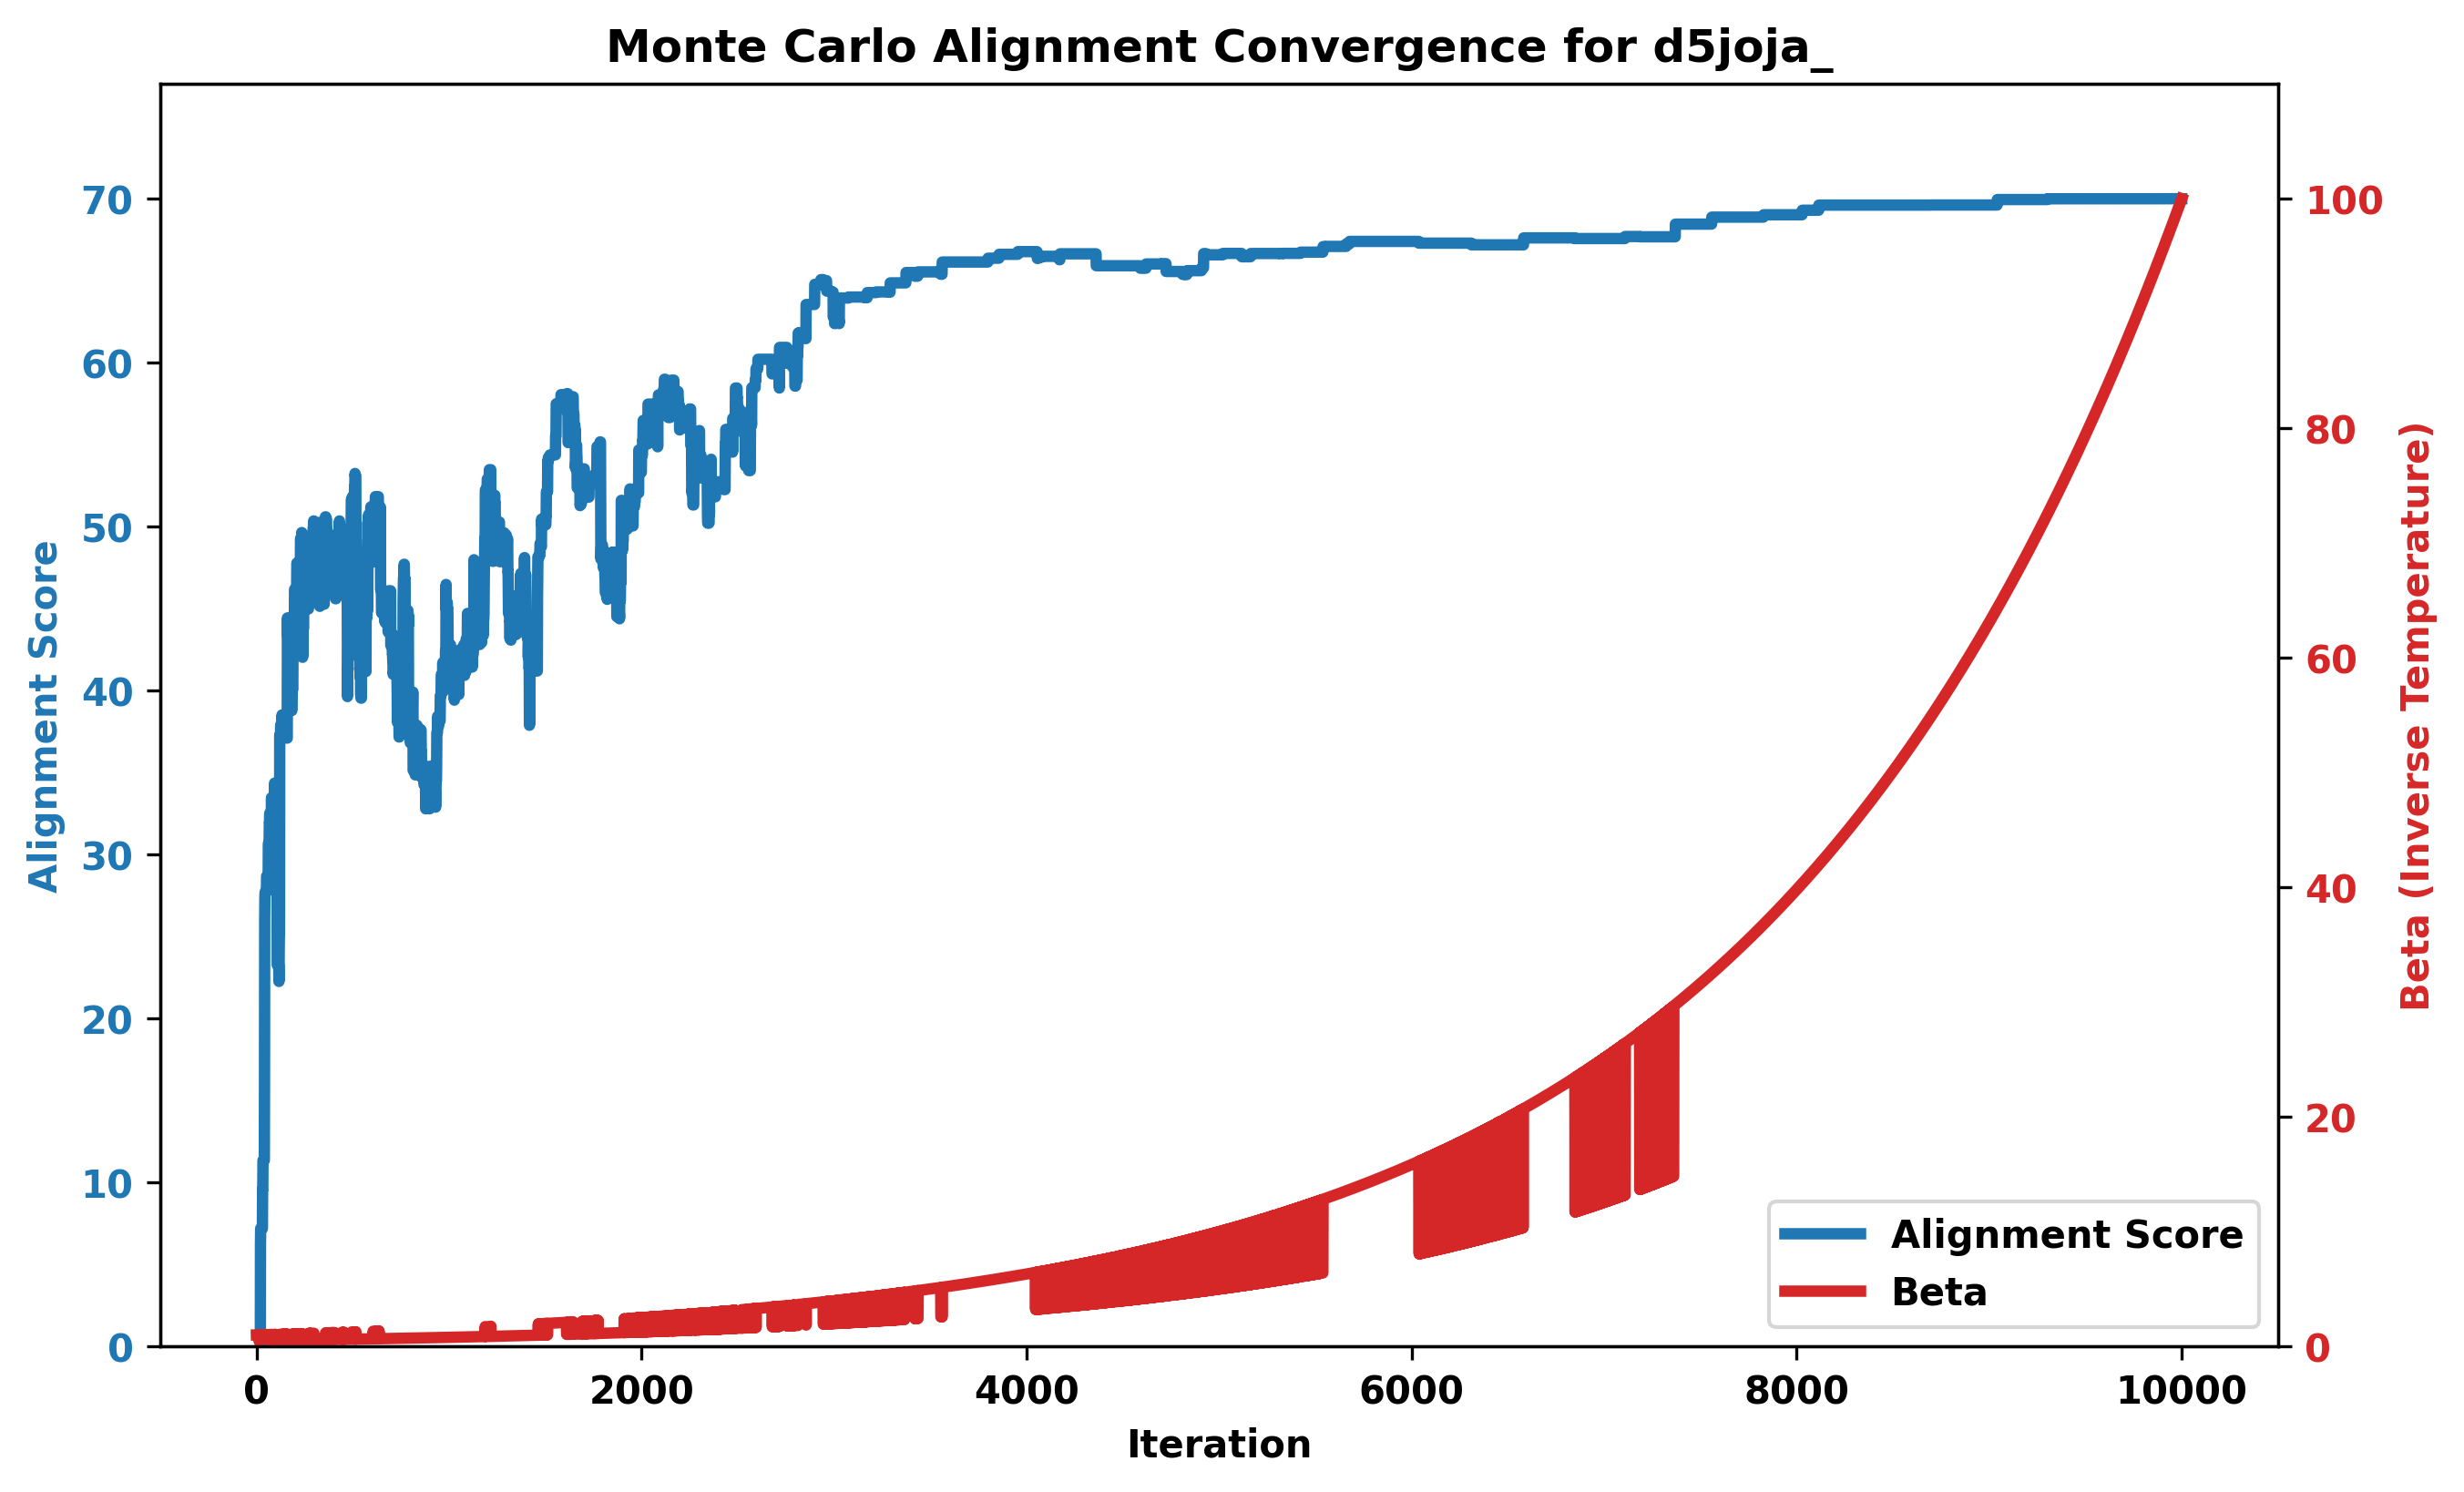 Monte Carlo Alignment Convergence for d5joja_
Alignment Score
70
60
50
40
30
20
10
0
100
80
60
40
20
0
Beta (Inverse Temperature)
Alignment Score
Beta
0 2000 4000 6000 8000 10000
Iteration